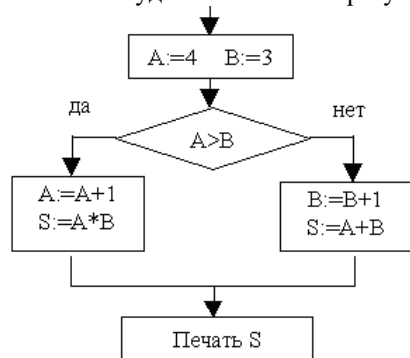 A:=4 B:=3
да
нет
A>B
A:=A+1
S:=A*B
B:=B+1
S:=A+B
Печать S